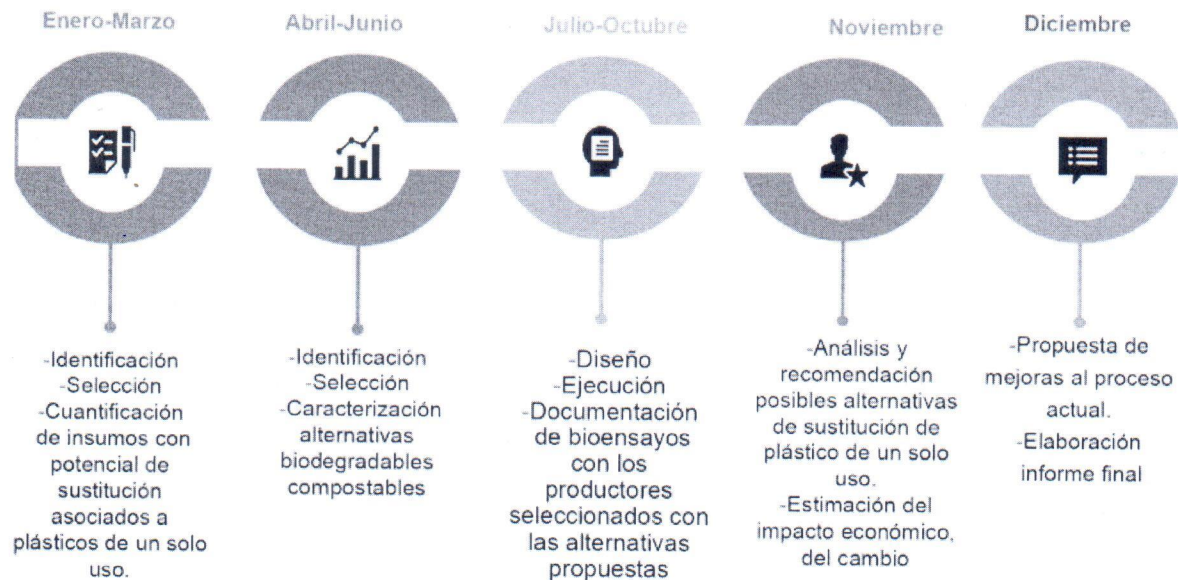 Enero-Marzo
Abril-Junio
Julio-Octubre
Noviembre
Diciembre
-Identificación
-Selección
-Cuantificación
de insumos con
potencial de
sustitución
asociados a
plásticos de un solo
uso.
-Identificación
-Selección
-Caracterización
alternativas
biodegradables
compostables
-Diseño
-Ejecución
-Documentación
de bioensayos
con los
productores
seleccionados con
las alternativas
propuestas
-Análisis y
recomendación
posibles alternativas
de sustitución de
plástico de un solo
uso.
-Estimación del
impacto económico,
del cambio
-Propuesta de
mejoras al proceso
actual.
-Elaboración
informe final